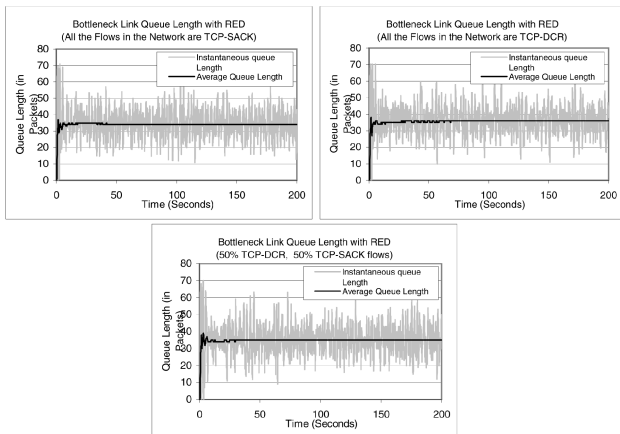 Bottleneck Link Queue Length with RED
(All the Flows in the Network are TCP-SACK)
80
70
60
50
40
30
20
10
0
Queue Length (in
Packets)
Instantaneous queue
Length
Average Queue Length
0
50
100
150
200
Time (Seconds)
Bottleneck Link Queue Length with RED
(All the Flows in the Network are TCP-DCR)
80
70
60
50
40
30
20
10
0
Queue Length (in
Packets)
Instantaneous queue
Length
Average Queue Length
0
50
100
150
200
Time (Seconds)
Bottleneck Link Queue Length with RED
(50% TCP-DCR, 50% TCP-SACK flows)
80
70
60
50
40
30
20
10
0
Queue Length (in
Packets)
Instantaneous queue
Length
Average Queue Length
0
50
100
150
200
Time (Seconds)